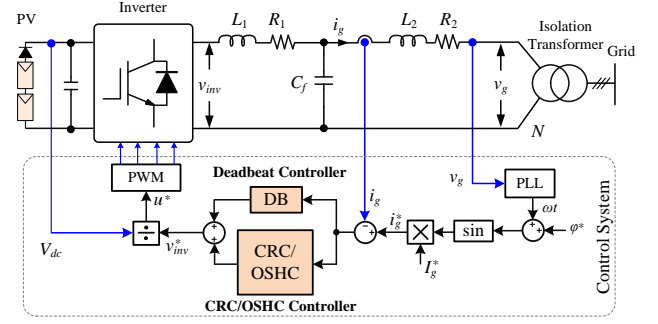 PV
Inverter
L1
R1
ig
L2
R2
Isolation
Transformer
Grid
vinv
Cf
vg
N
PWM
u*
Deadbeat Controller
DB
ig
vg
PLL
ωt
Vdc
÷
v*inv
+
+
CRC/
OSHC
−
+
i*g
×
I*g
sin
+
+
φ*
CRC/OSHC Controller
Control System